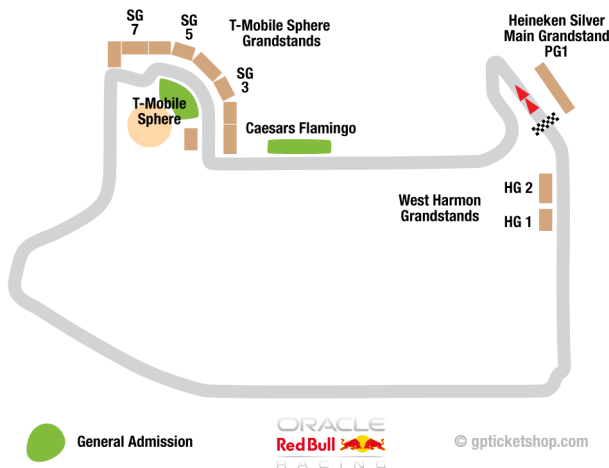 SG
7
SG
5
T-Mobile Sphere
Grandstands
SG
3
Heineken Silver
Main Grandstand
PG1
T-Mobile
Sphere
Caesars Flamingo
West Harmon
Grandstands
HG 2
HG 1
General Admission
ORACLE
Red Bull
RACING
© gpticketshop.com